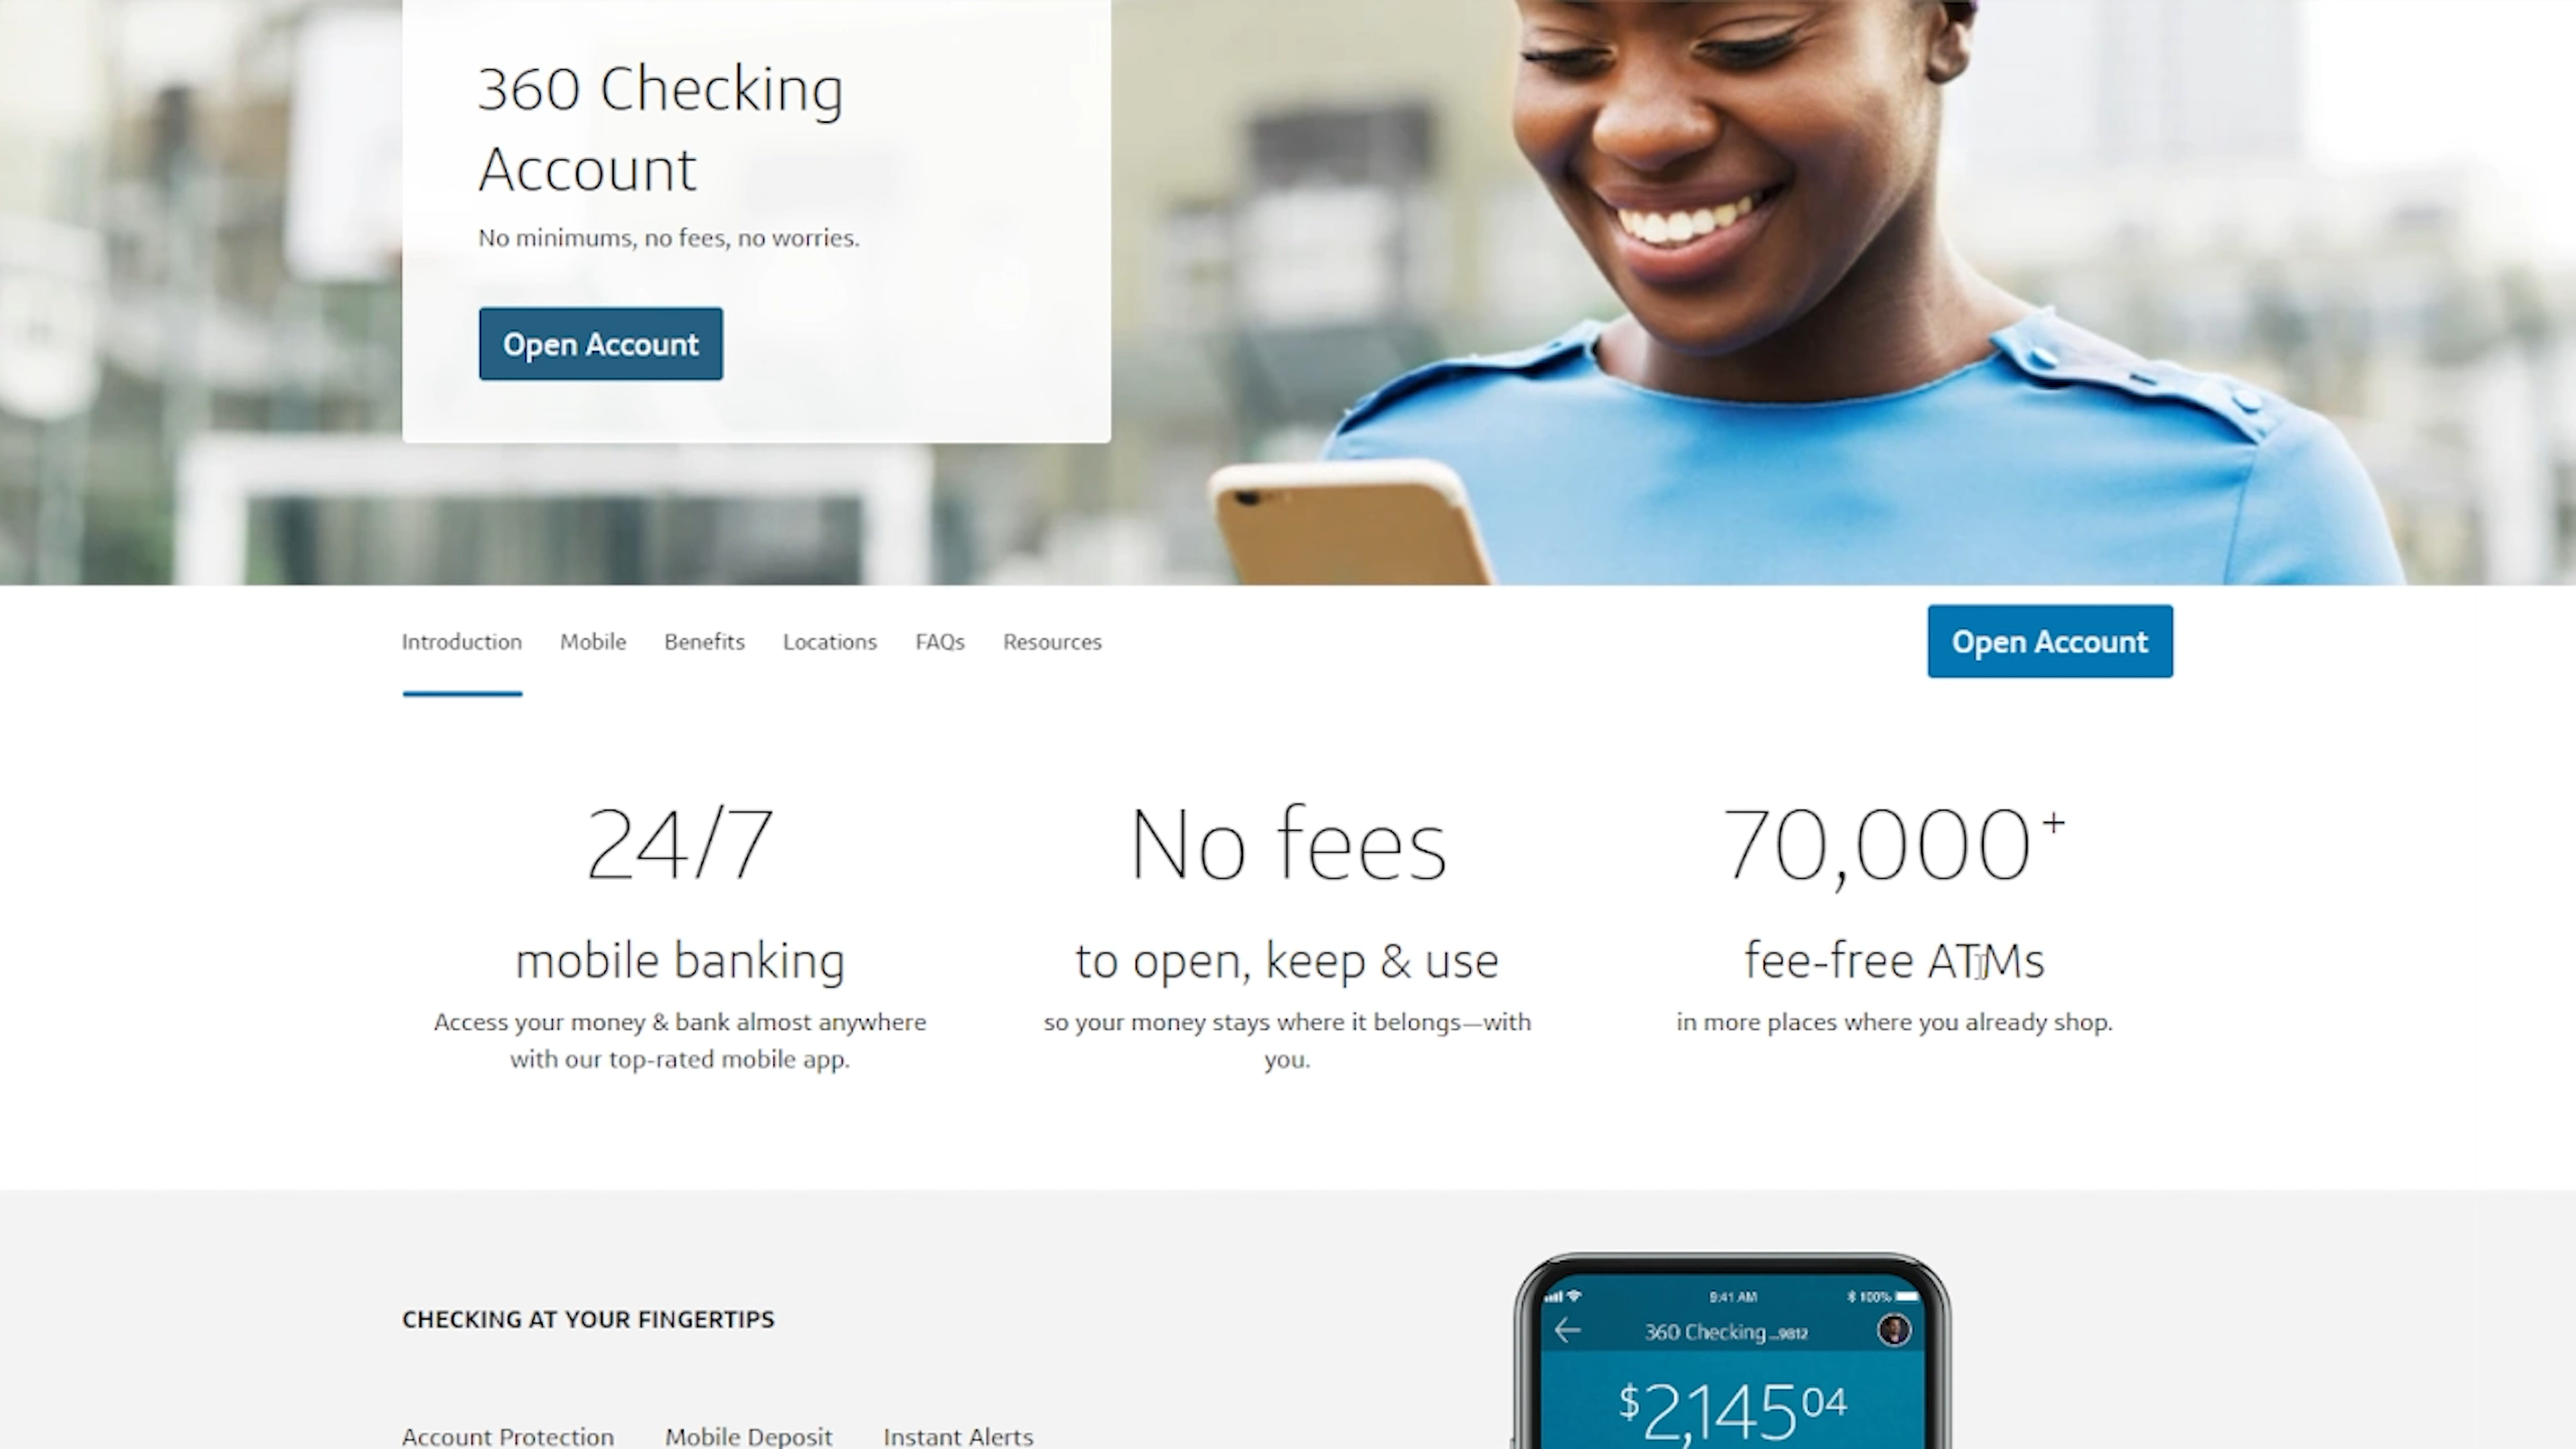 360 Checking
Account
No minimums, no fees, no worries.
Open Account
Introduction Mobile Benefits Locations FAQs Resources
Open Account
24/7
mobile banking
Access your money & bank almost anywhere
with our top-rated mobile app.
No fees
to open, keep & use
so your money stays where it belongs—with
you.
70,000+
fee-free ATMs
in more places where you already shop.
CHECKING AT YOUR FINGERTIPS
Account Protection Mobile Deposit Instant Alerts
9:41 AM 100%
360 Checking ...9812
$2,14504